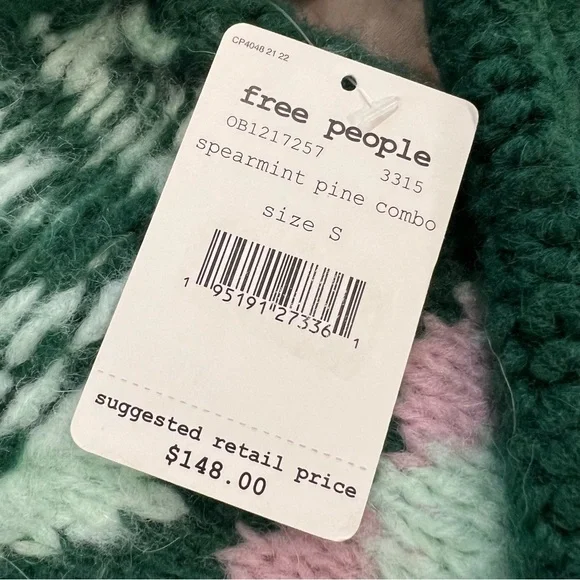 CP4048 21 22
free people
OB1217257 3315
spearmint pine combo
size S
1 95191 27336 1
suggested retail price
$148.00